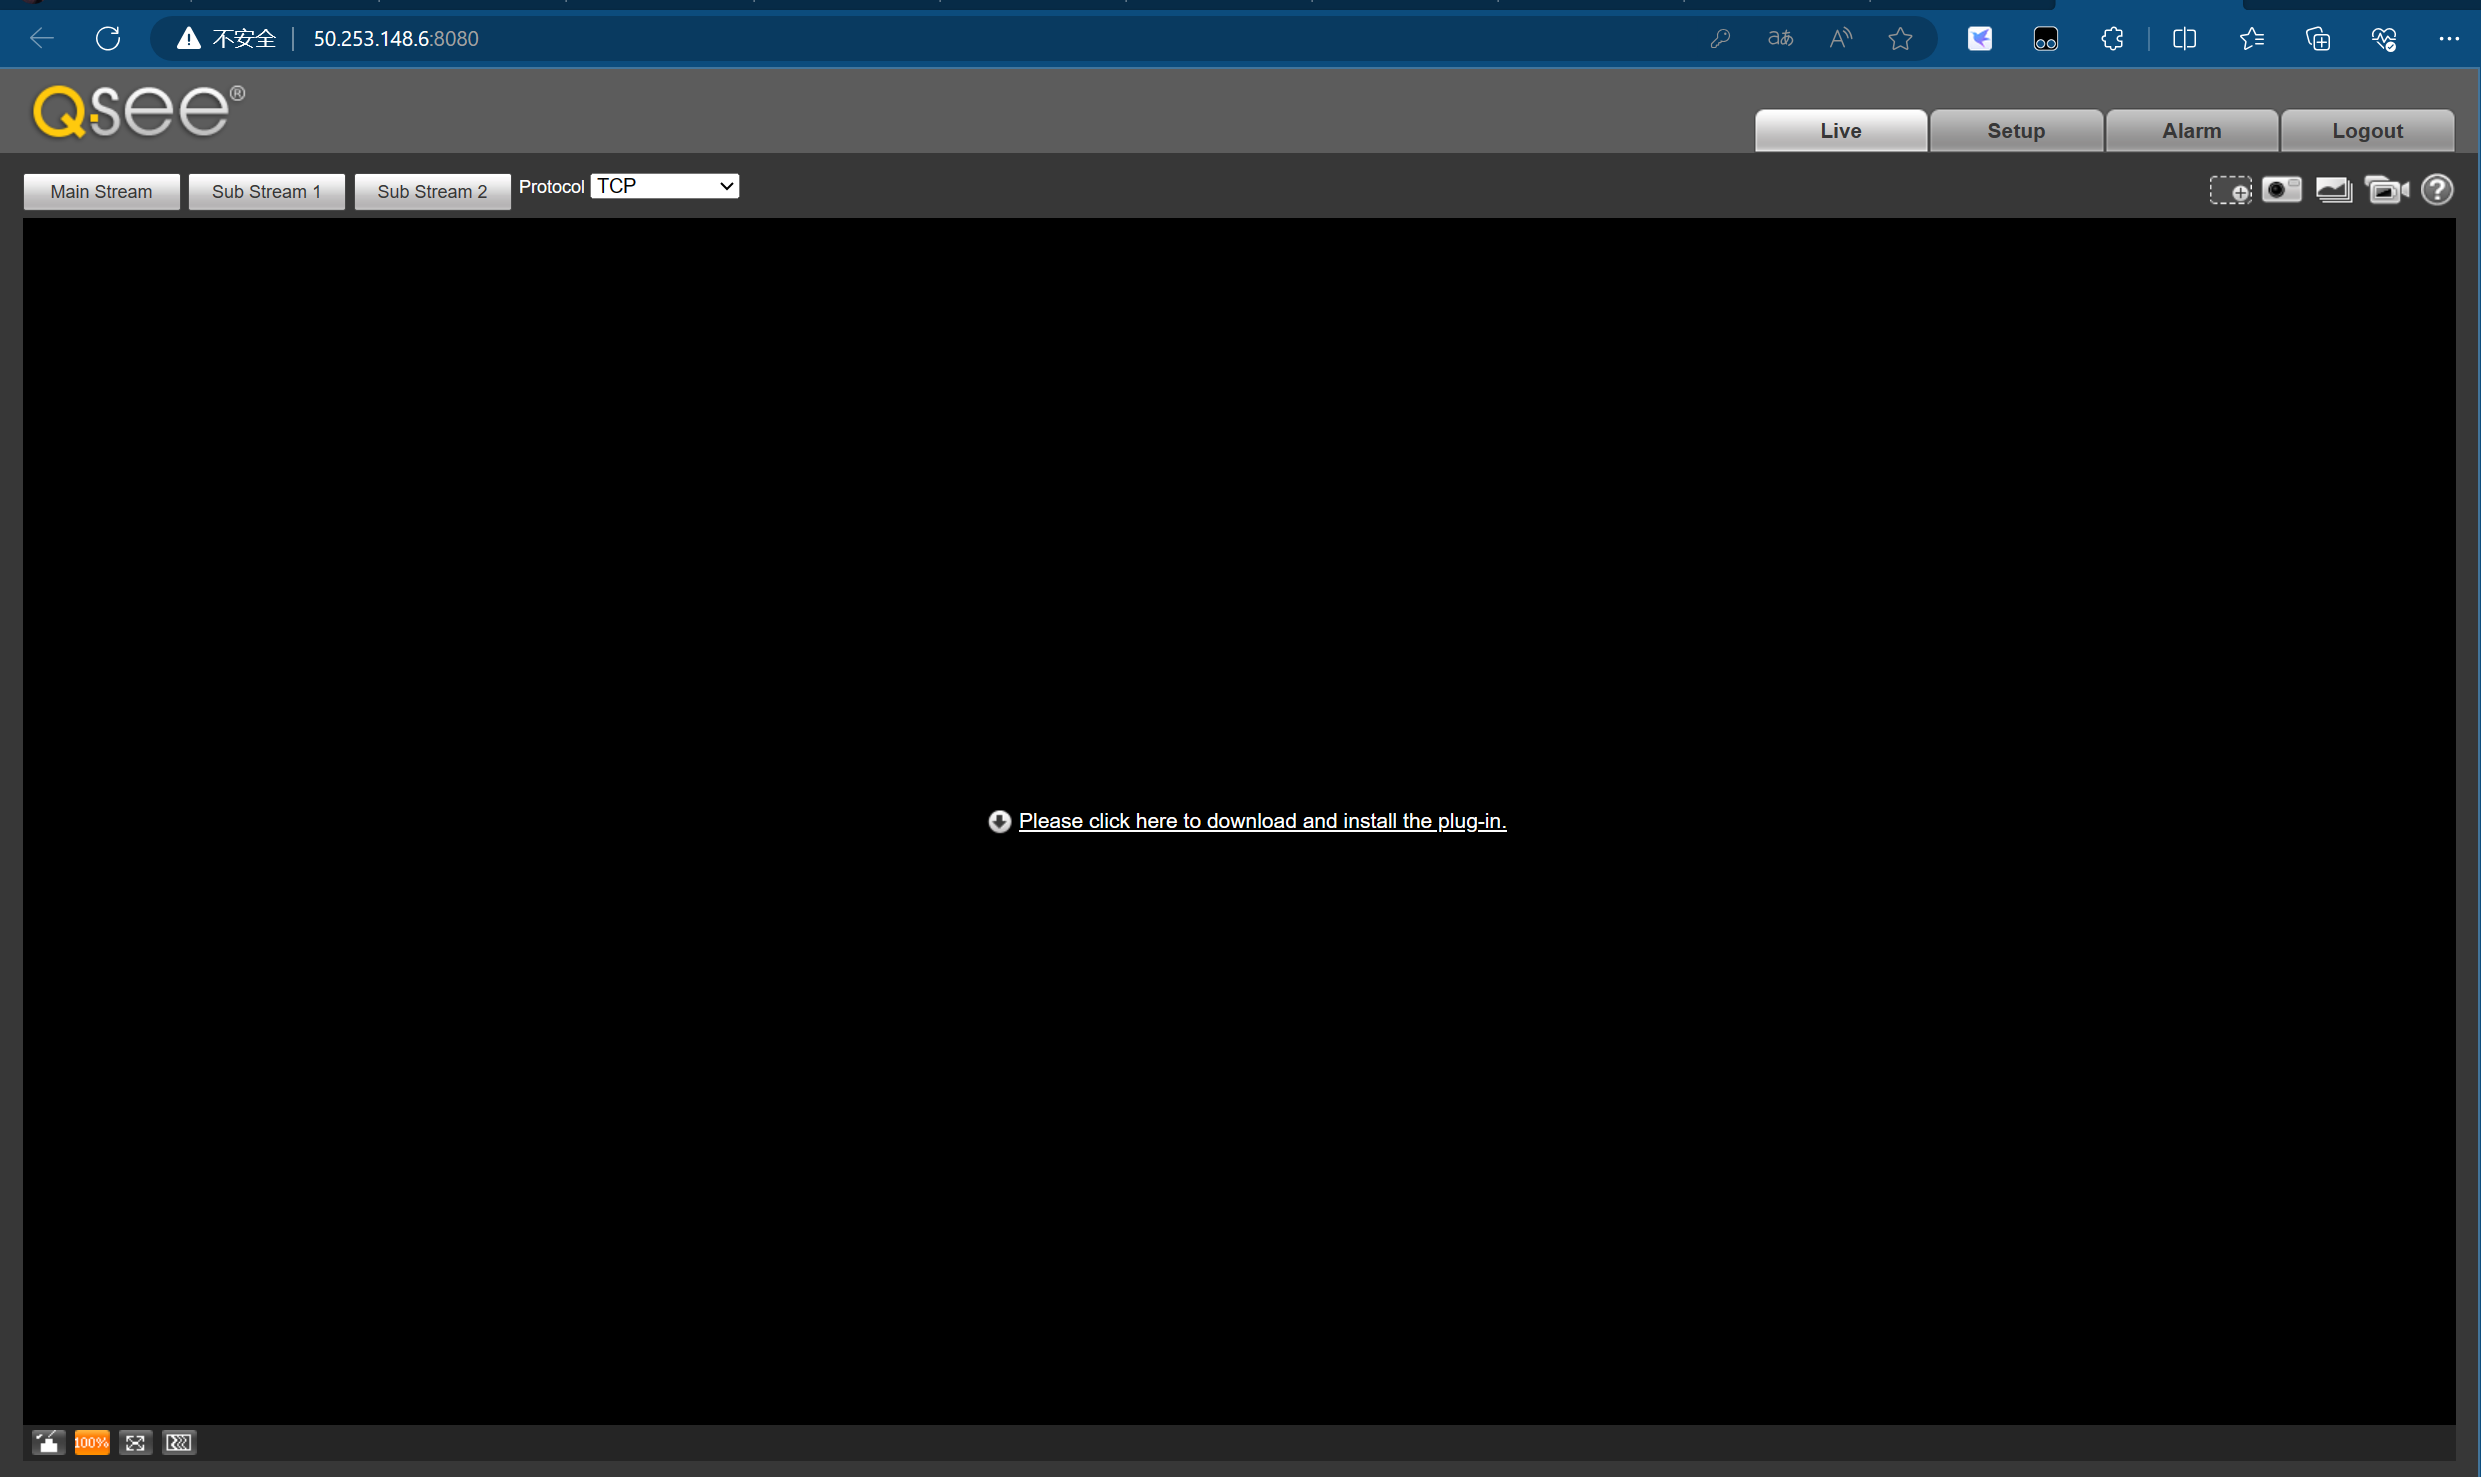 不安全 50.253.148.6:8080
Q-see®
Live Setup Alarm Logout
Main Stream Sub Stream 1 Sub Stream 2 Protocol TCP
Please click here to download and install the plug-in.
100%